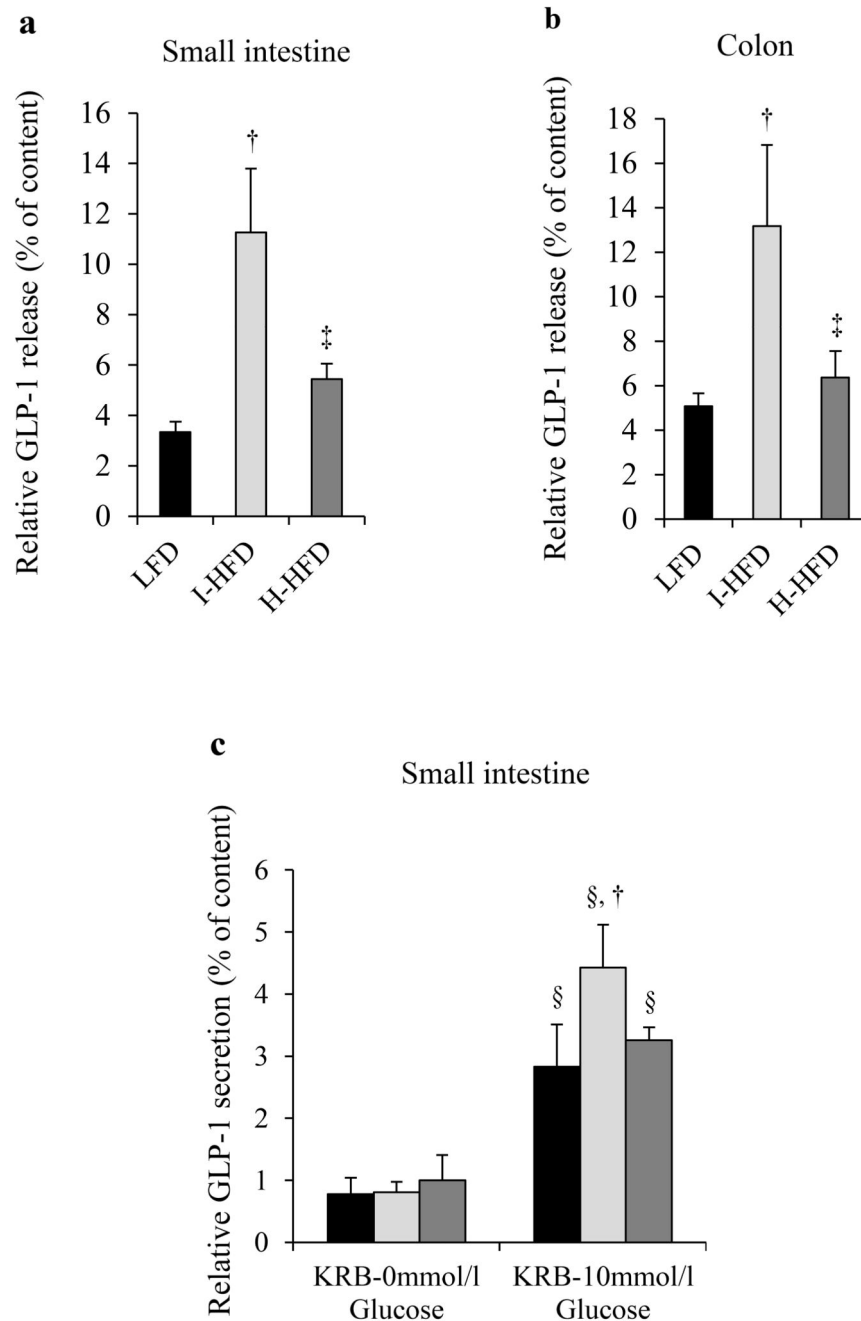 a
Small intestine
Relative GLP-1 release (% of content)
16
14
12
10
8
6
4
2
0
†
‡
LFD
I-HFD
H-HFD
b
Colon
Relative GLP-1 release (% of content)
18
16
14
12
10
8
6
4
2
0
†
‡
LFD
I-HFD
H-HFD
c
Small intestine
Relative GLP-1 secretion (% of content)
6
5
4
3
2
1
0
§
§, †
§
KRB-0mmol/l
Glucose
KRB-10mmol/l
Glucose